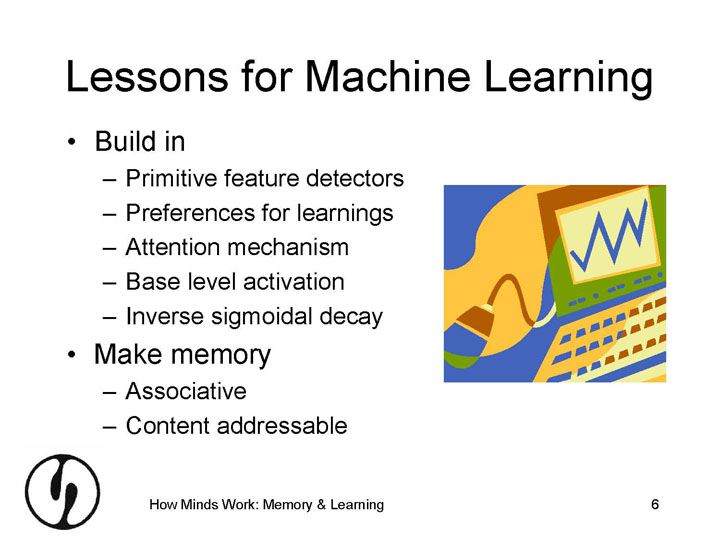 Lessons for Machine Learning
• Build in
– Primitive feature detectors
– Preferences for learnings
– Attention mechanism
– Base level activation
– Inverse sigmoidal decay
• Make memory
– Associative
– Content addressable
How Minds Work: Memory & Learning
6